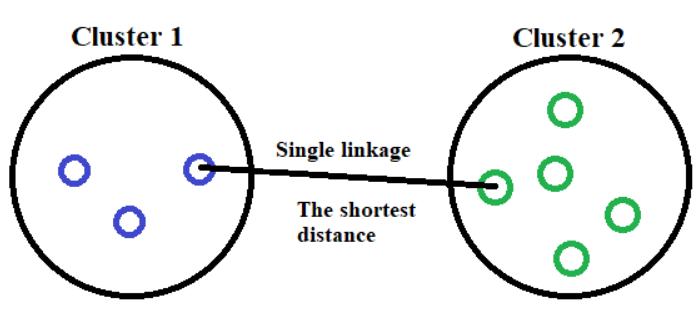 Cluster 1
Cluster 2
Single linkage
The shortest
distance